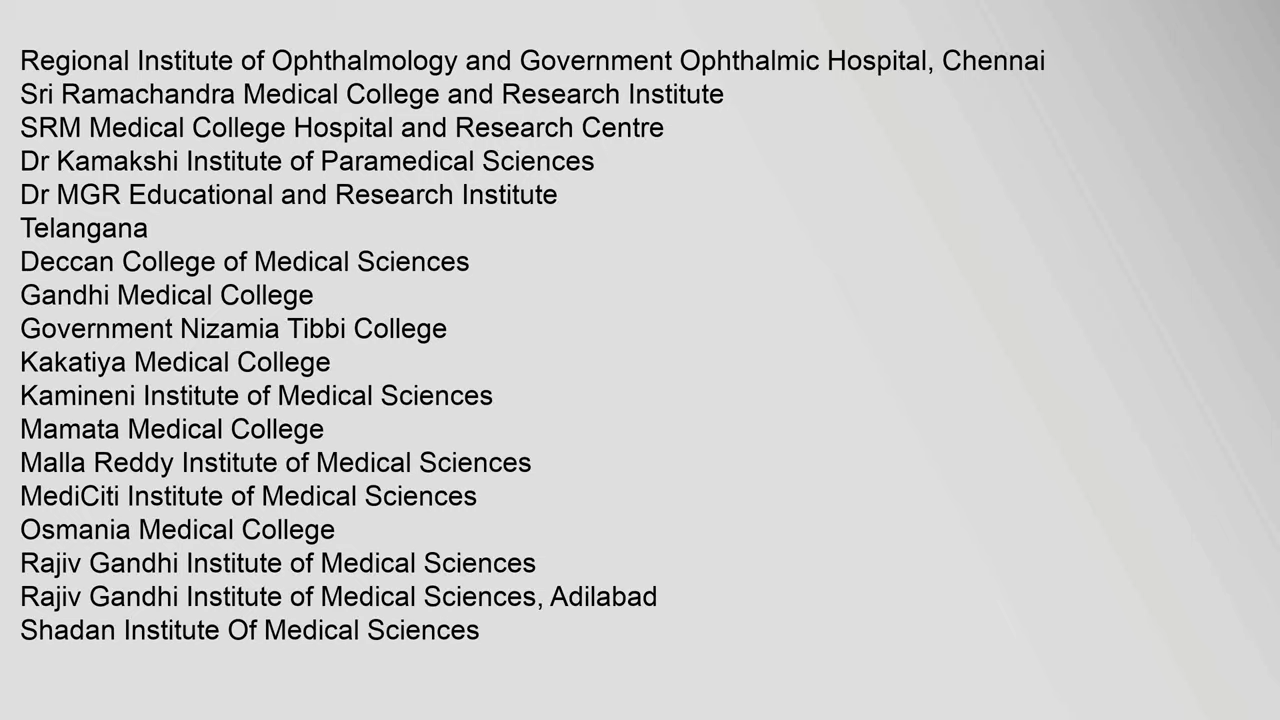 Regional Institute of Ophthalmology and Government Ophthalmic Hospital, Chennai
Sri Ramachandra Medical College and Research Institute
SRM Medical College Hospital and Research Centre
Dr Kamakshi Institute of Paramedical Sciences
Dr MGR Educational and Research Institute
Telangana
Deccan College of Medical Sciences
Gandhi Medical College
Government Nizamia Tibbi College
Kakatiya Medical College
Kamineni Institute of Medical Sciences
Mamata Medical College
Malla Reddy Institute of Medical Sciences
MediCiti Institute of Medical Sciences
Osmania Medical College
Rajiv Gandhi Institute of Medical Sciences
Rajiv Gandhi Institute of Medical Sciences, Adilabad
Shadan Institute Of Medical Sciences